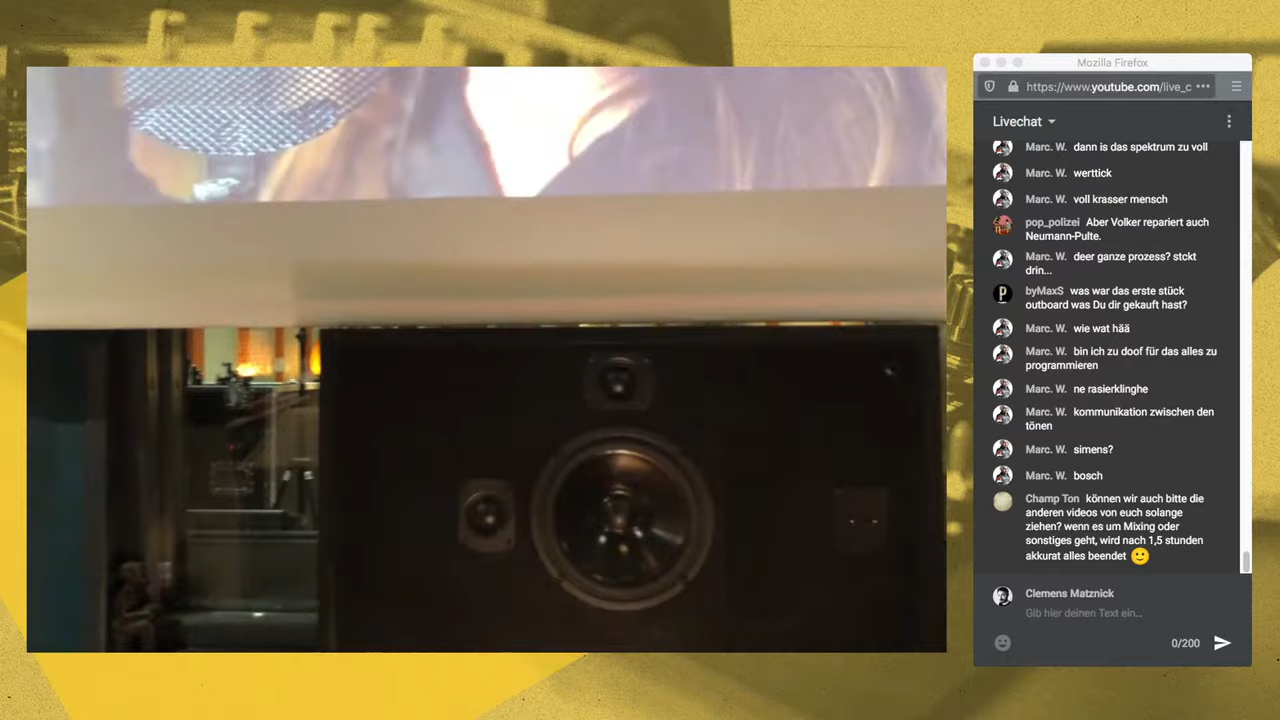 Mozilla Firefox
https://www.youtube.com/live_c
Livechat
Marc. W. dann is das spektrum zu voll
Marc. W. werttick
Marc. W. voll krasser mensch
pop_polizei Aber Volker repariert auch
Neumann-Pulte.
Marc. W. deer ganze prozess? stckt
drin...
byMaxS was war das erste stück
outboard was Du dir gekauft hast?
Marc. W. wie wat hää
Marc. W. bin ich zu doof für das alles zu
programmieren
Marc. W. ne rasierklinghe
Marc. W. kommunikation zwischen den
tönen
Marc. W. simens?
Marc. W. bosch
Champ Ton können wir auch bitte die
anderen videos von euch solange
ziehen? wenn es um Mixing oder
sonstiges geht, wird nach 1,5 stunden
akkurat alles beendet 🙂
Clemens Matznick
Gib hier deinen Text ein...
0/200